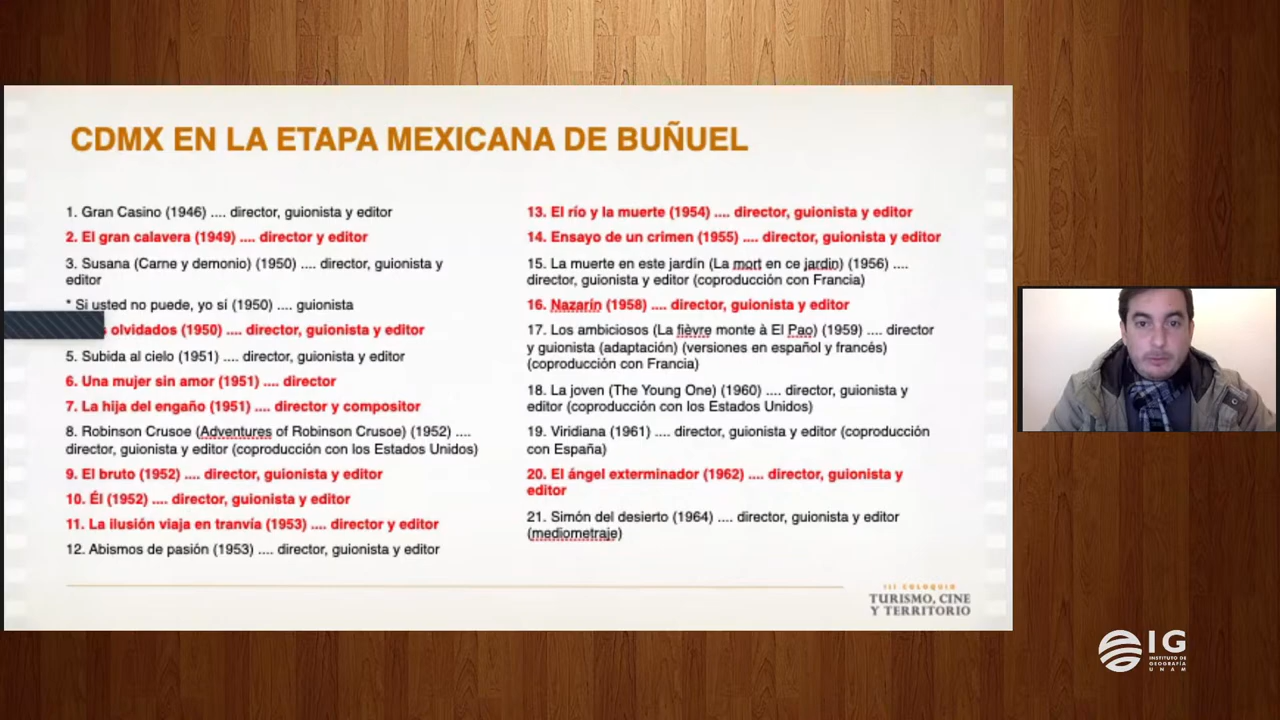 CDMX EN LA ETAPA MEXICANA DE BUÑUEL
1. Gran Casino (1946) .... director, guionista y editor
2. El gran calavera (1949) .... director y editor
3. Susana (Carne y demonio) (1950) .... director, guionista y
editor
* Si usted no puede, yo sí (1950) .... guionista
olvidados (1950) .... director, guionista y editor
5. Subida al cielo (1951) .... director, guionista y editor
6. Una mujer sin amor (1951) .... director
7. La hija del engaño (1951) .... director y compositor
8. Robinson Crusoe (Adventures of Robinson Crusoe) (1952) ....
director, guionista y editor (coproducción con los Estados Unidos)
9. El bruto (1952) .... director, guionista y editor
10. Él (1952) .... director, guionista y editor
11. La ilusión viaja en tranvía (1953) .... director y editor
12. Abismos de pasión (1953) .... director, guionista y editor
13. El río y la muerte (1954) .... director, guionista y editor
14. Ensayo de un crimen (1955) .... director, guionista y editor
15. La muerte en este jardín (La mort en ce jardin) (1956) ....
director, guionista y editor (coproducción con Francia)
16. Nazarín (1958) .... director, guionista y editor
17. Los ambiciosos (La fièvre monte à El Pao) (1959) .... director
y guionista (adaptación) (versiones en español y francés)
(coproducción con Francia)
18. La joven (The Young One) (1960) .... director, guionista y
editor (coproducción con los Estados Unidos)
19. Viridiana (1961) .... director, guionista y editor (coproducción
con España)
20. El ángel exterminador (1962) .... director, guionista y
editor
21. Simón del desierto (1964) .... director, guionista y editor
(mediometraje)
III COLOQUIO
TURISMO, CINE
Y TERRITORIO
IG
INSTITUTO DE
GEOGRAFÍA
UNAM